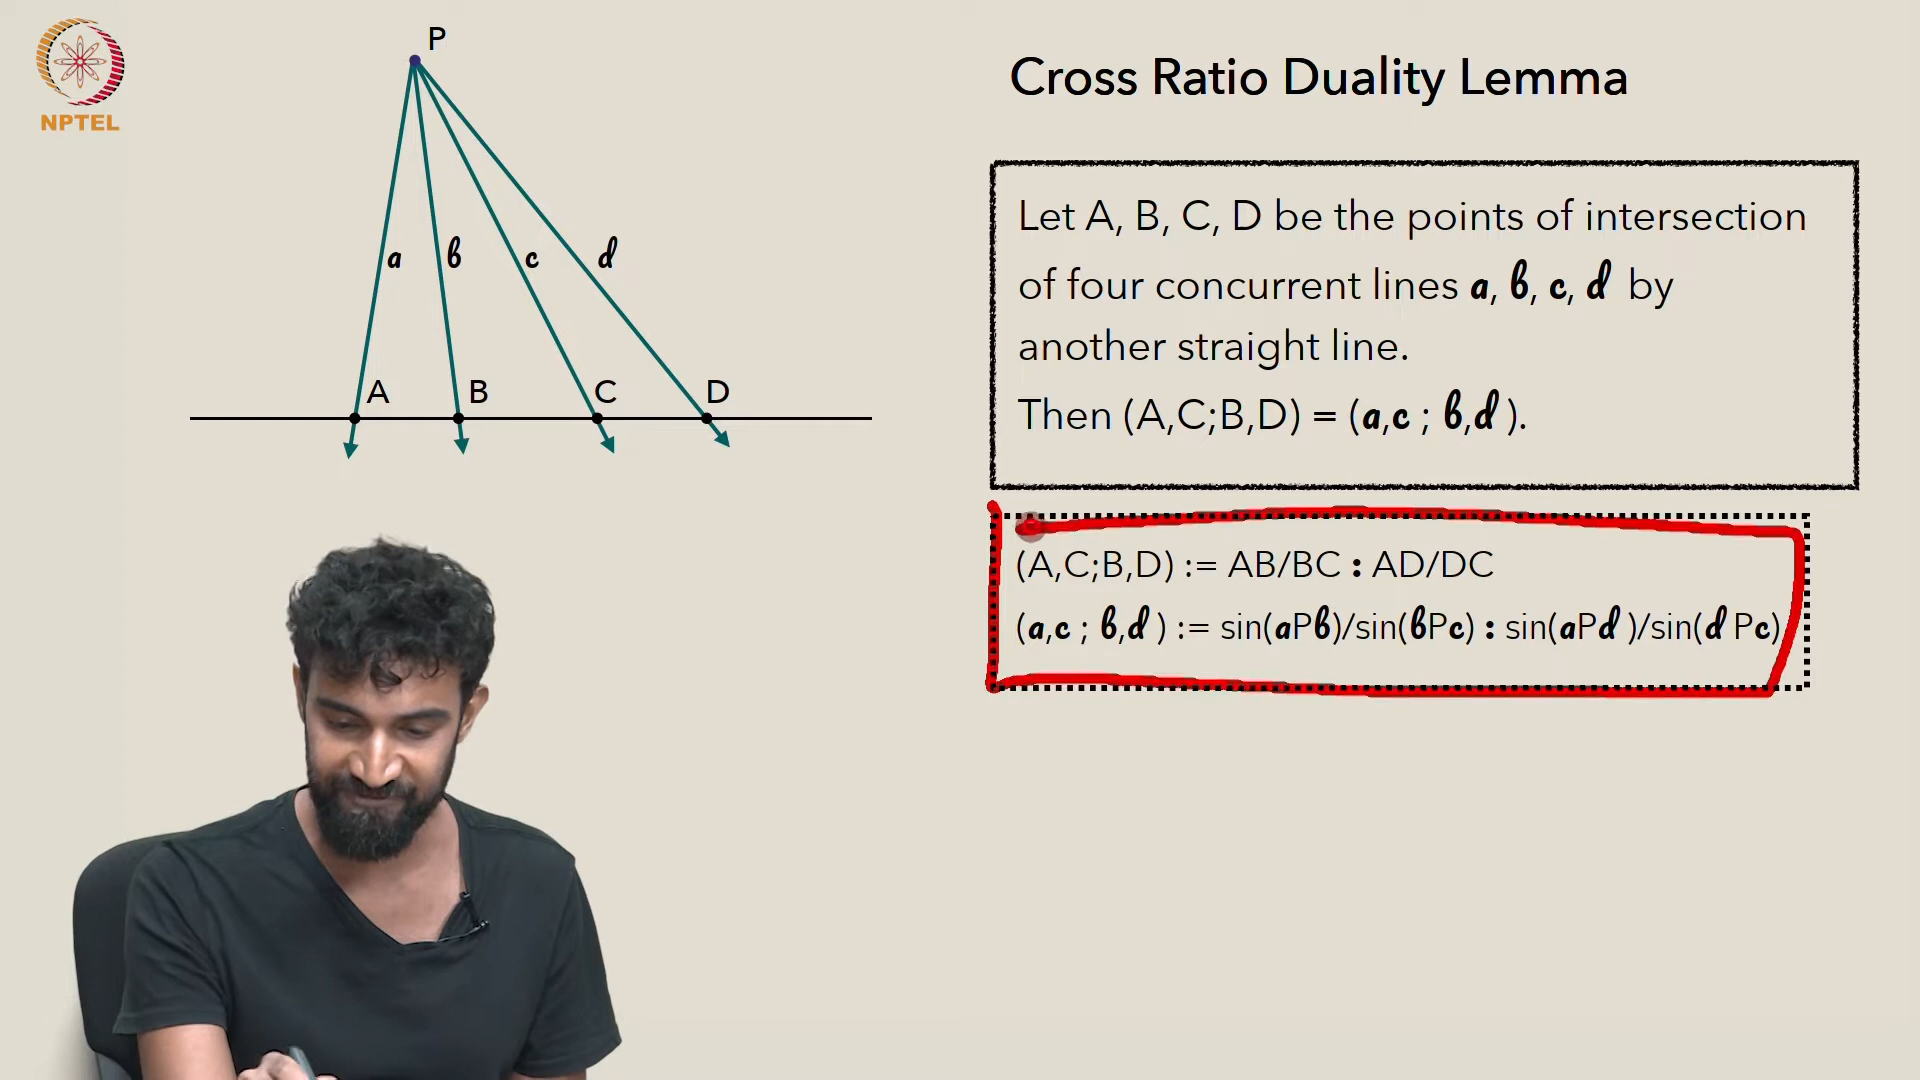 NPTEL
P
a b c d
A B C D
Cross Ratio Duality Lemma
Let A, B, C, D be the points of intersection
of four concurrent lines a, b, c, d by
another straight line.
Then (A,C;B,D) = (a,c ; b,d ).
(A,C;B,D) := AB/BC : AD/DC
(a,c ; b,d ) := sin(aPb)/sin(bPc) : sin(aPd )/sin(d Pc)